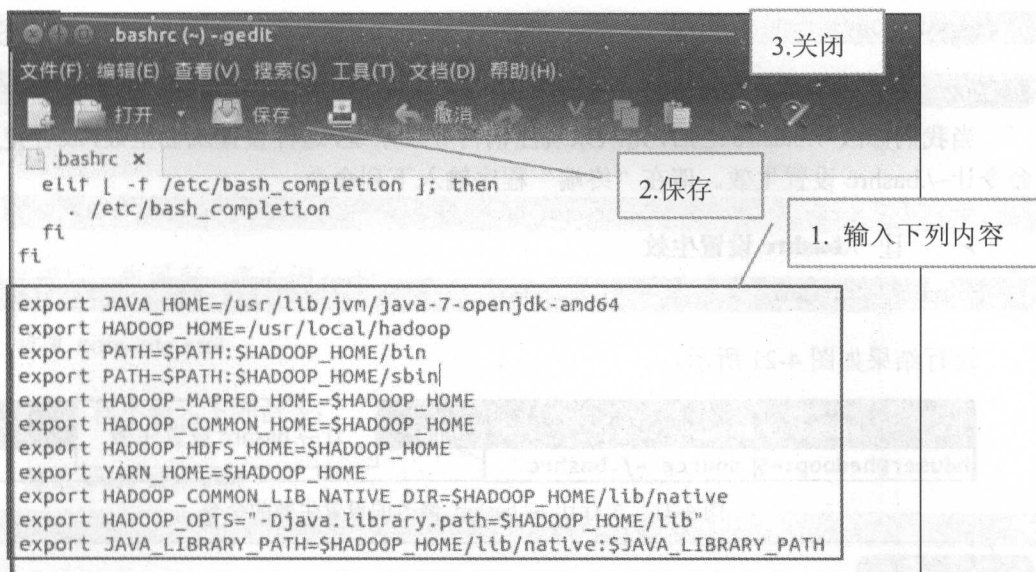 .bashrc (~) - gedit
3.关闭
文件(F) 编辑(E) 查看(V) 搜索(S) 工具(T) 文档(D) 帮助(H)
打开 保存 撤消
.bashrc ×
2.保存
elif [ -f /etc/bash_completion ]; then
. /etc/bash_completion
fi
fi
1. 输入下列内容
export JAVA_HOME=/usr/lib/jvm/java-7-openjdk-amd64
export HADOOP_HOME=/usr/local/hadoop
export PATH=$PATH:$HADOOP_HOME/bin
export PATH=$PATH:$HADOOP_HOME/sbin
export HADOOP_MAPRED_HOME=$HADOOP_HOME
export HADOOP_COMMON_HOME=$HADOOP_HOME
export HADOOP_HDFS_HOME=$HADOOP_HOME
export YARN_HOME=$HADOOP_HOME
export HADOOP_COMMON_LIB_NATIVE_DIR=$HADOOP_HOME/lib/native
export HADOOP_OPTS="-Djava.library.path=$HADOOP_HOME/lib"
export JAVA_LIBRARY_PATH=$HADOOP_HOME/lib/native:$JAVA_LIBRARY_PATH